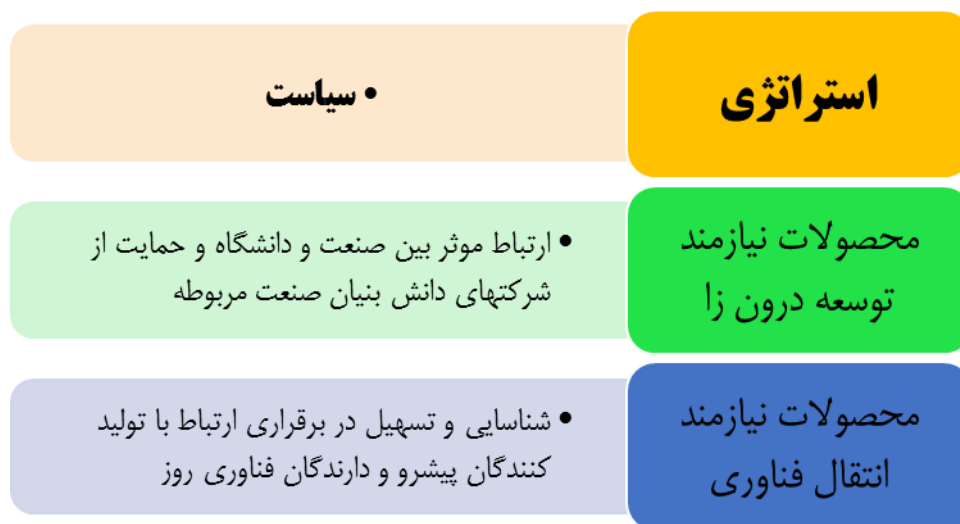 استراتژی
• سیاست
محصولات نیازمند
توسعه درون زا
• ارتباط موثر بین صنعت و دانشگاه و حمایت از
شرکتهای دانش بنیان صنعت مربوطه
محصولات نیازمند
انتقال فناوری
• شناسایی و تسهیل در برقراری ارتباط با تولید
کنندگان پیشرو و دارندگان فناوری روز